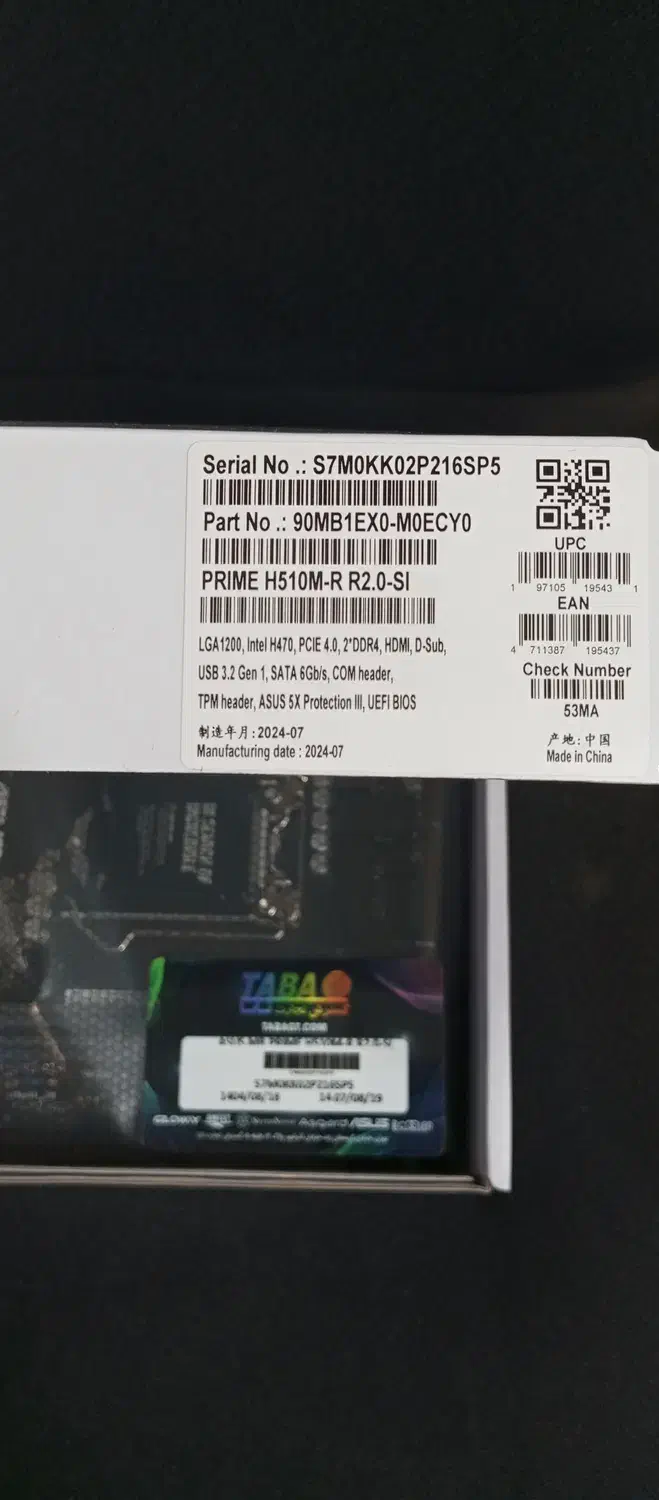 Serial No .: S7M0KK02P216SP5
Part No .: 90MB1EX0-M0ECY0
PRIME H510M-R R2.0-SI
LGA1200, Intel H470, PCIE 4.0, 2*DDR4, HDMI, D-Sub,
USB 3.2 Gen 1, SATA 6Gb/s, COM header,
TPM header, ASUS 5X Protection III, UEFI BIOS
制造年月:2024-07
Manufacturing date : 2024-07
UPC
1 97105 19543 1
EAN
4 711387 195437
Check Number
53MA
产地:中国
Made in China
TABA
TABAGT.COM
S7M0KK02P216SP5
ASUS